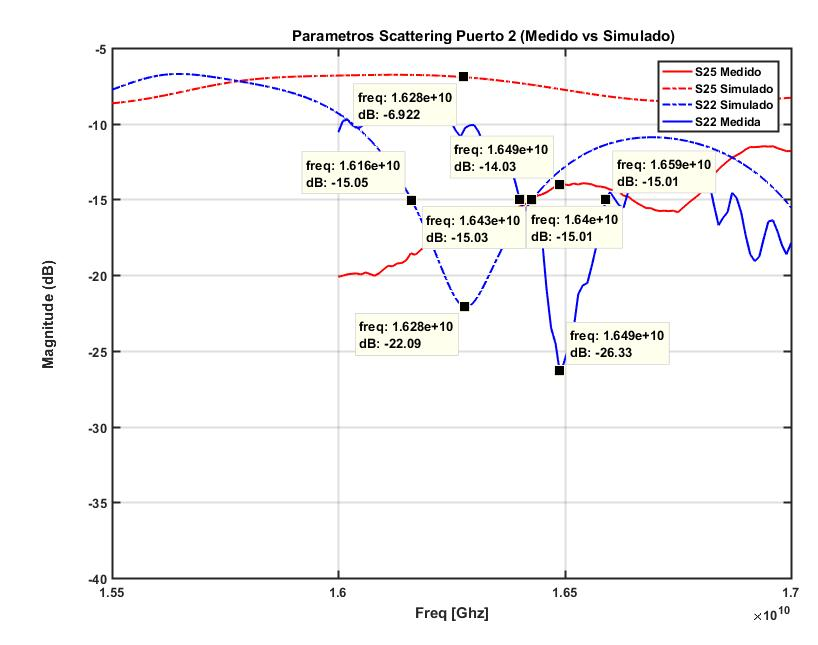 Parametros Scattering Puerto 2 (Medido vs Simulado)
-5
-10
-15
-20
-25
-30
-35
-40
Magnitude (dB)
S25 Medido
S25 Simulado
S22 Simulado
S22 Medida
freq: 1.628e+10
dB: -6.922
freq: 1.649e+10
dB: -14.03
freq: 1.616e+10
dB: -15.05
freq: 1.659e+10
dB: -15.01
freq: 1.643e+10
dB: -15.03
freq: 1.64e+10
dB: -15.01
freq: 1.628e+10
dB: -22.09
freq: 1.649e+10
dB: -26.33
1.55
1.6
1.65
1.7
Freq [Ghz]
×10^10